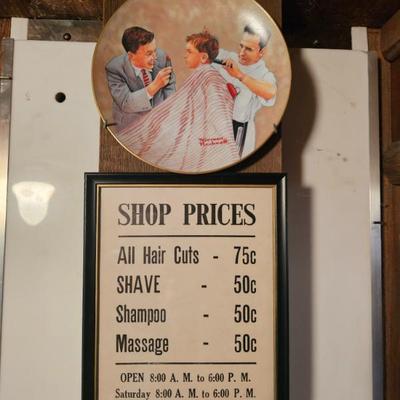 Norman
Rockwell
SHOP PRICES
All Hair Cuts - 75c
SHAVE - 50c
Shampoo - 50c
Massage - 50c
OPEN 8:00 A. M. to 6:00 P. M.
Saturday 8:00 A. M. to 6:00 P. M.